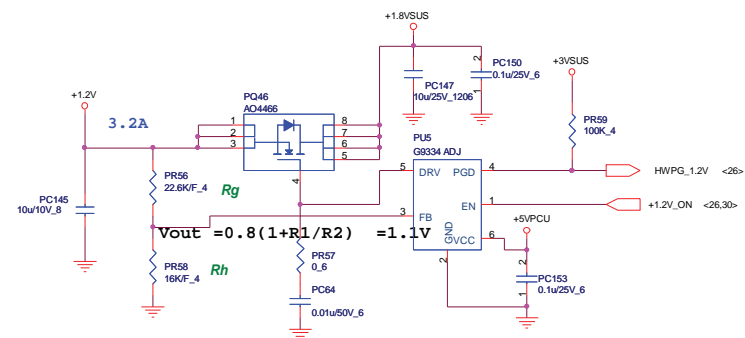 +1.8VSUS
+1.2V
3.2A
PQ46
AO4466
1
2
3
8
7
6
5
4
PC147
10u/25V_1206
2
PC150
0.1u/25V_6
1
+3VSUS
PR59
100K_4
PU5
G9334 ADJ
5
DRV
PGD
4
HWPG_1.2V <26>
3
FB
EN
1
+1.2V_ON <26,30>
GND
VCC
6
2
+5VPCU
2
PC153
0.1u/25V_6
1
PC145
10u/10V_8
PR56
22.6K/F_4
Rg
Vout =0.8(1+R1/R2) =1.1V
PR58
16K/F_4
Rh
PR57
0_6
PC64
0.01u/50V_6